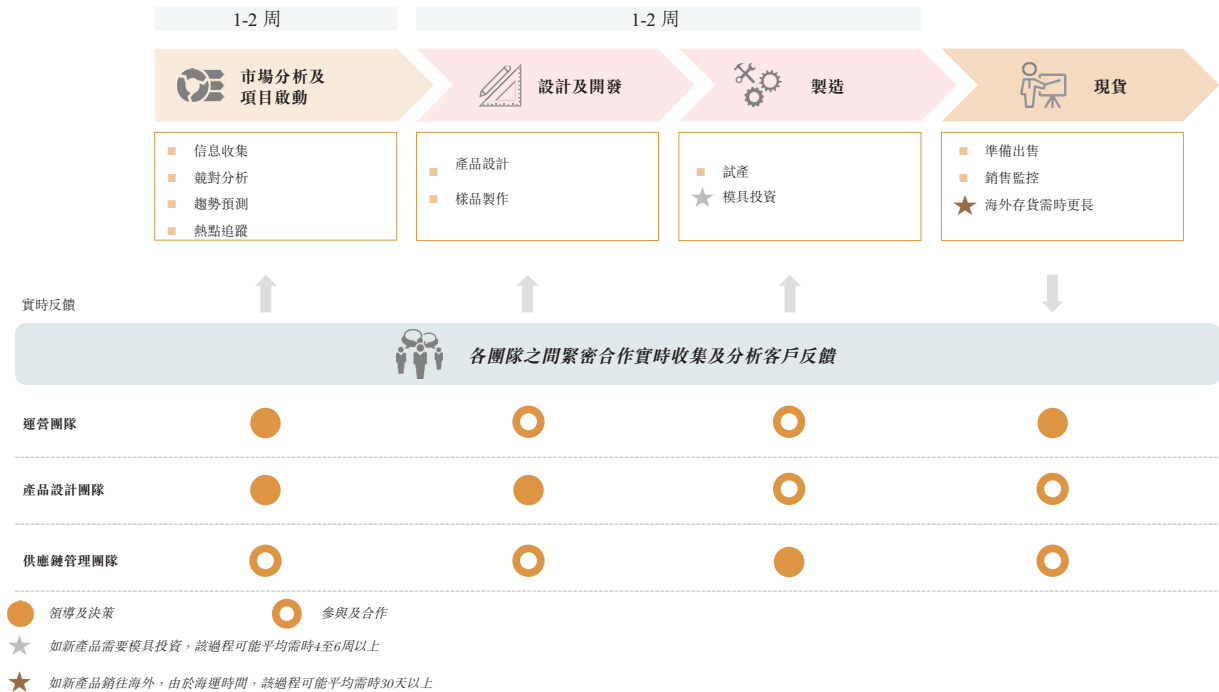 1-2 周
1-2 周
市場分析及
項目啟動
設計及開發
製造
現貨
信息收集
競對分析
趨勢預測
熱點追蹤
產品設計
樣品製作
試產
模具投資
準備出售
銷售監控
海外存貨需時更長
實時反饋
各團隊之間緊密合作實時收集及分析客戶反饋
運營團隊
產品設計團隊
供應鏈管理團隊
領導及決策
參與及合作
如新產品需要模具投資，該過程可能平均需時4至6周以上
如新產品銷往海外，由於海運時間，該過程可能平均需時30天以上